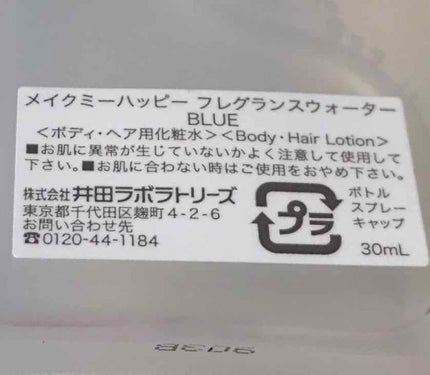 メイクミーハッピー フレグランスウォーター
BLUE
<ボディ・ヘア用化粧水><Body・Hair Lotion>
■お肌に異常が生じていないかよく注意して使用して
下さい。■お肌に合わない時はご使用をおやめ下さい。
株式会社 井田ラボラトリーズ
東京都千代田区麹町4-2-6
お問い合わせ先
☎0120-44-1184
プラ
ボトル
スプレー
キャップ
30mL